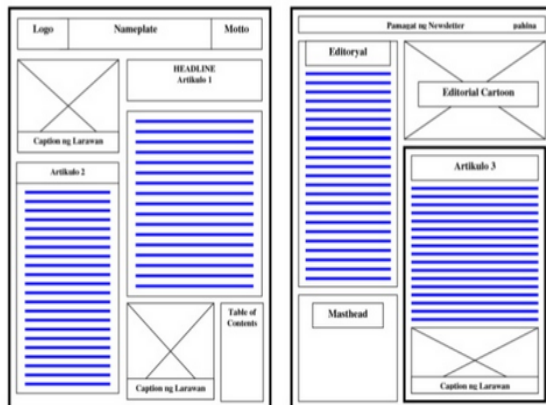 Logo Nameplate Motto
HEADLINE
Artikulo 1
Caption ng Larawan
Artikulo 2
Table of
Contents
Caption ng Larawan
Pamagat ng Newsletter pahina
Editoryal
Editorial Cartoon
Artikulo 3
Masthead
Caption ng Larawan